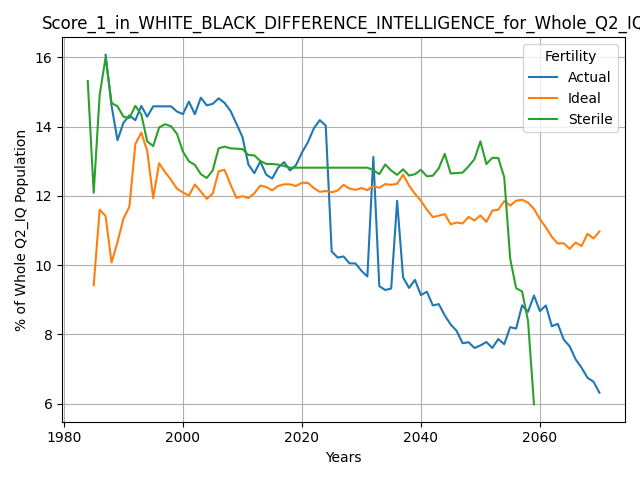 Score_1_in_WHITE_BLACK_DIFFERENCE_INTELLIGENCE_for_Whole_Q2_IQ
Fertility
Actual
Ideal
Sterile
% of Whole Q2_IQ Population
16
14
12
10
8
6
1980
2000
2020
2040
2060
Years